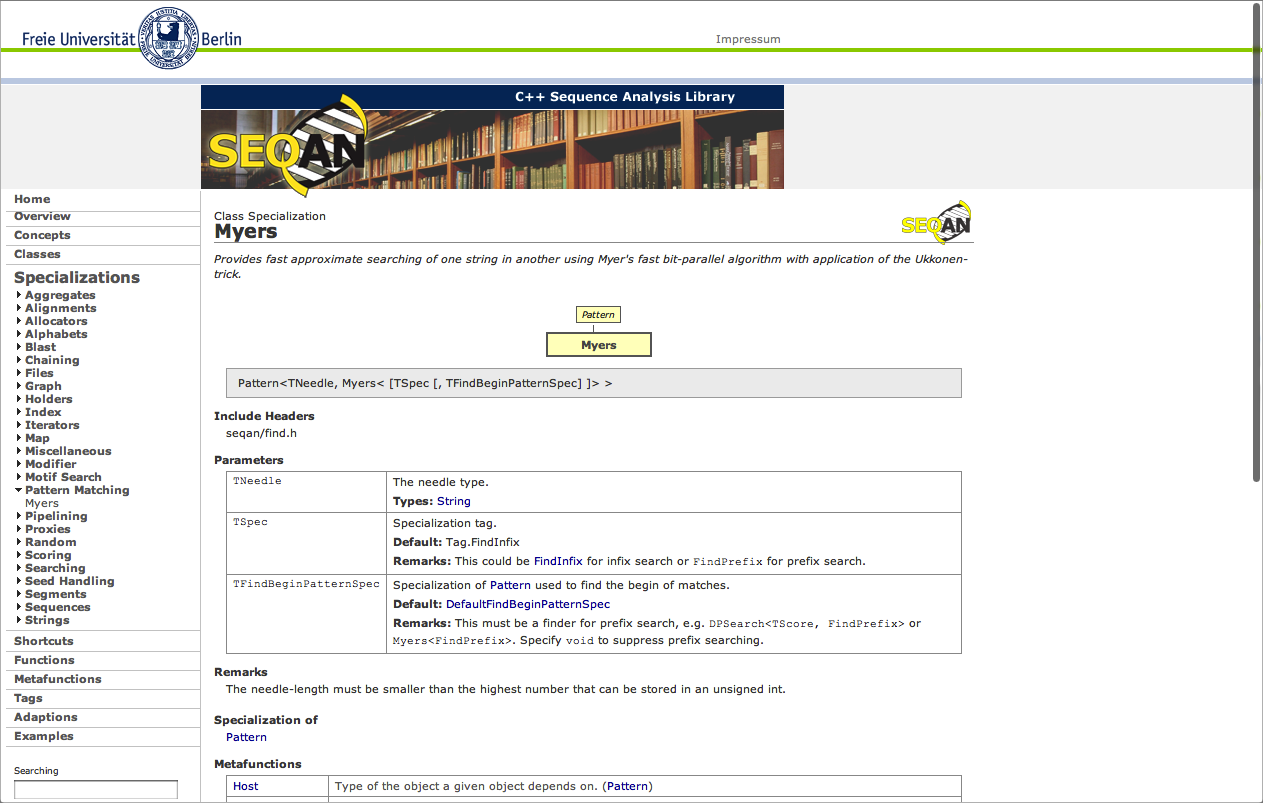 Freie Universität Berlin
Impressum
C++ Sequence Analysis Library
SEQAN
Home
Overview
Concepts
Classes
Specializations
Aggregates
Alignments
Allocators
Alphabets
Blast
Chaining
Files
Graph
Holders
Index
Iterators
Map
Miscellaneous
Modifier
Motif Search
Pattern Matching
Myers
Pipelining
Proxies
Random
Scoring
Searching
Seed Handling
Segments
Sequences
Strings
Shortcuts
Functions
Metafunctions
Tags
Adaptions
Examples
Searching
Class Specialization
Myers
SEQAN
Provides fast approximate searching of one string in another using Myer's fast bit-parallel algorithm with application of the Ukkonen-
trick.
Pattern
Myers
Pattern<TNeedle, Myers< [TSpec [, TFindBeginPatternSpec] ]> >
Include Headers
seqan/find.h
Parameters
TNeedle
The needle type.
Types: String
TSpec
Specialization tag.
Default: Tag.FindInfix
Remarks: This could be FindInfix for infix search or FindPrefix for prefix search.
TFindBeginPatternSpec
Specialization of Pattern used to find the begin of matches.
Default: DefaultFindBeginPatternSpec
Remarks: This must be a finder for prefix search, e.g. DPSearch<TScore, FindPrefix> or
Myers<FindPrefix>. Specify void to suppress prefix searching.
Remarks
The needle-length must be smaller than the highest number that can be stored in an unsigned int.
Specialization of
Pattern
Metafunctions
Host
Type of the object a given object depends on. (Pattern)